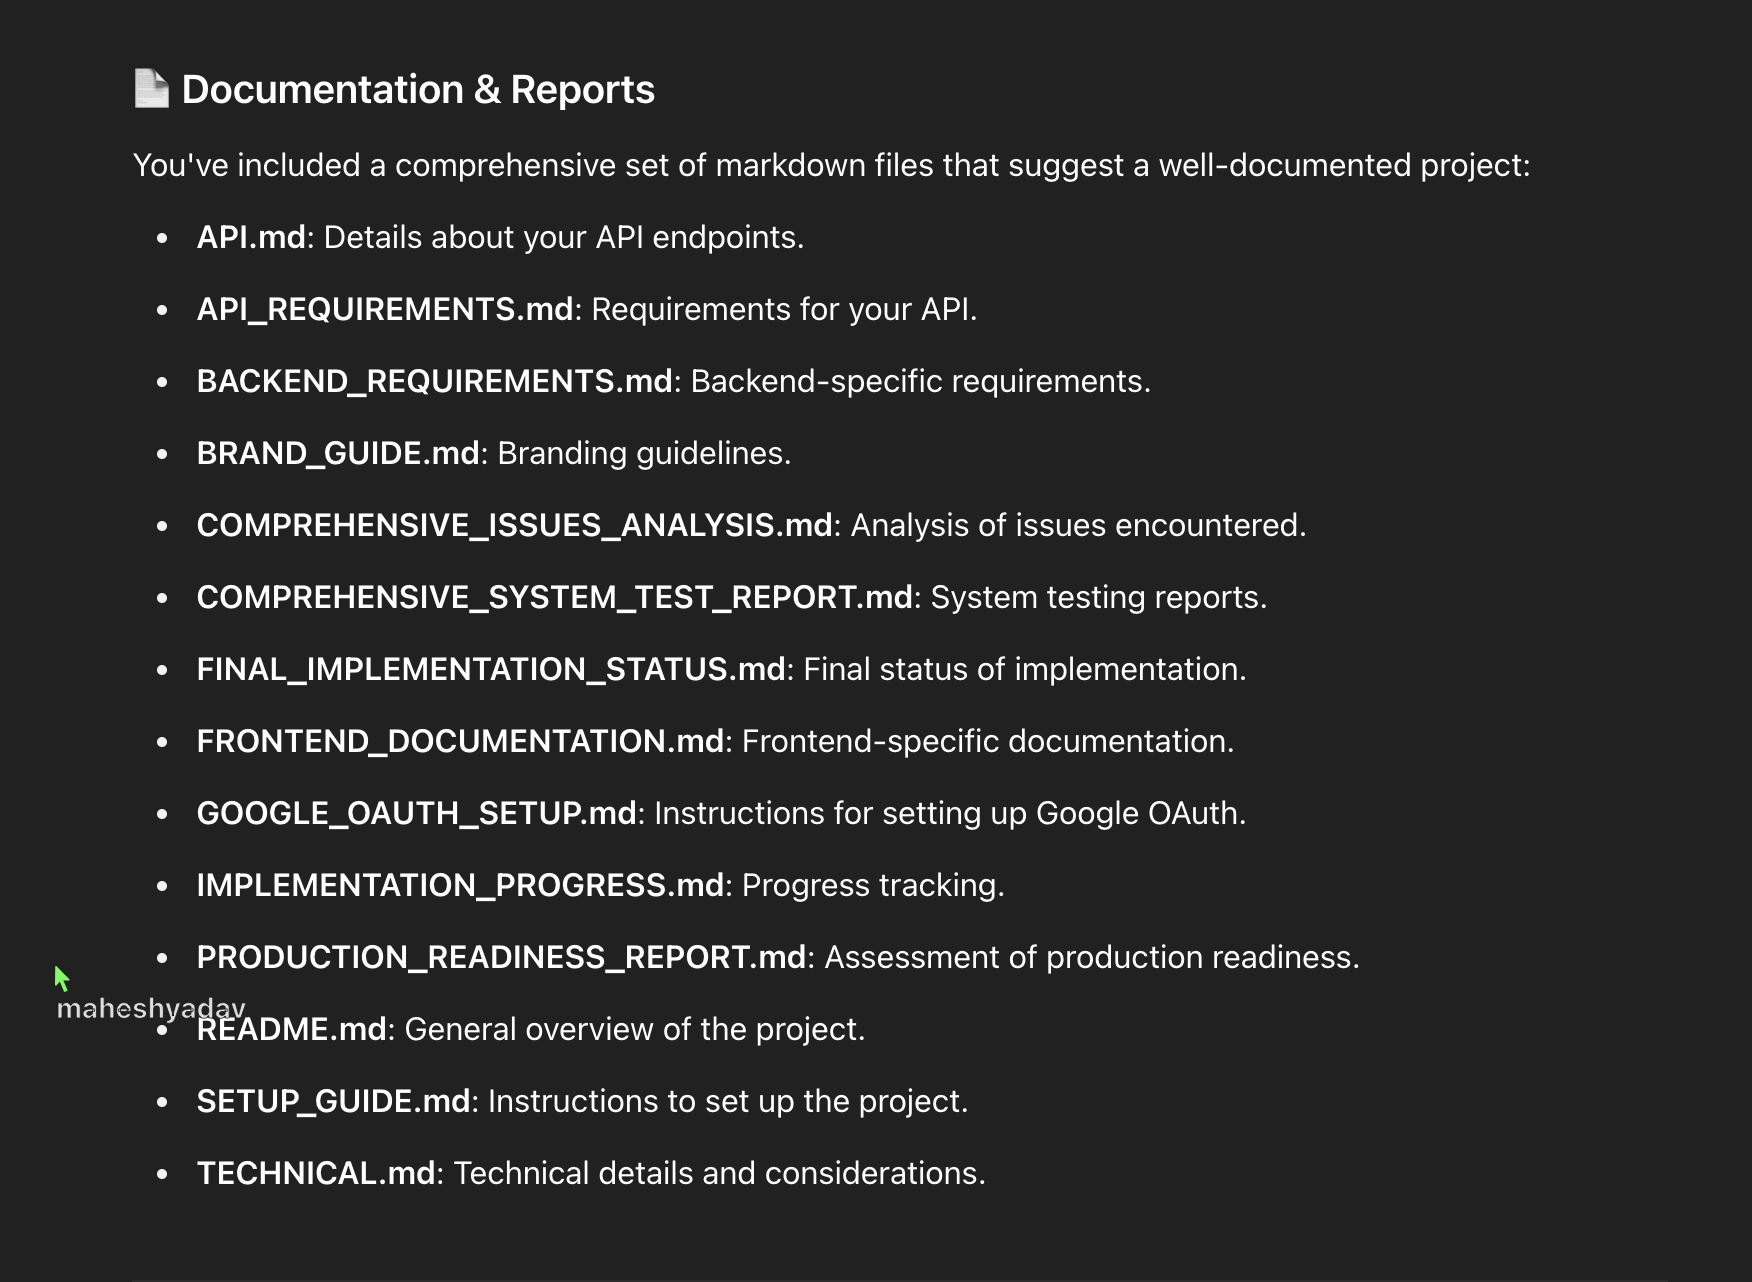 📄 Documentation & Reports
You've included a comprehensive set of markdown files that suggest a well-documented project:
• API.md: Details about your API endpoints.
• API_REQUIREMENTS.md: Requirements for your API.
• BACKEND_REQUIREMENTS.md: Backend-specific requirements.
• BRAND_GUIDE.md: Branding guidelines.
• COMPREHENSIVE_ISSUES_ANALYSIS.md: Analysis of issues encountered.
• COMPREHENSIVE_SYSTEM_TEST_REPORT.md: System testing reports.
• FINAL_IMPLEMENTATION_STATUS.md: Final status of implementation.
• FRONTEND_DOCUMENTATION.md: Frontend-specific documentation.
• GOOGLE_OAUTH_SETUP.md: Instructions for setting up Google OAuth.
• IMPLEMENTATION_PROGRESS.md: Progress tracking.
• PRODUCTION_READINESS_REPORT.md: Assessment of production readiness.
maheshyadav
• README.md: General overview of the project.
• SETUP_GUIDE.md: Instructions to set up the project.
• TECHNICAL.md: Technical details and considerations.